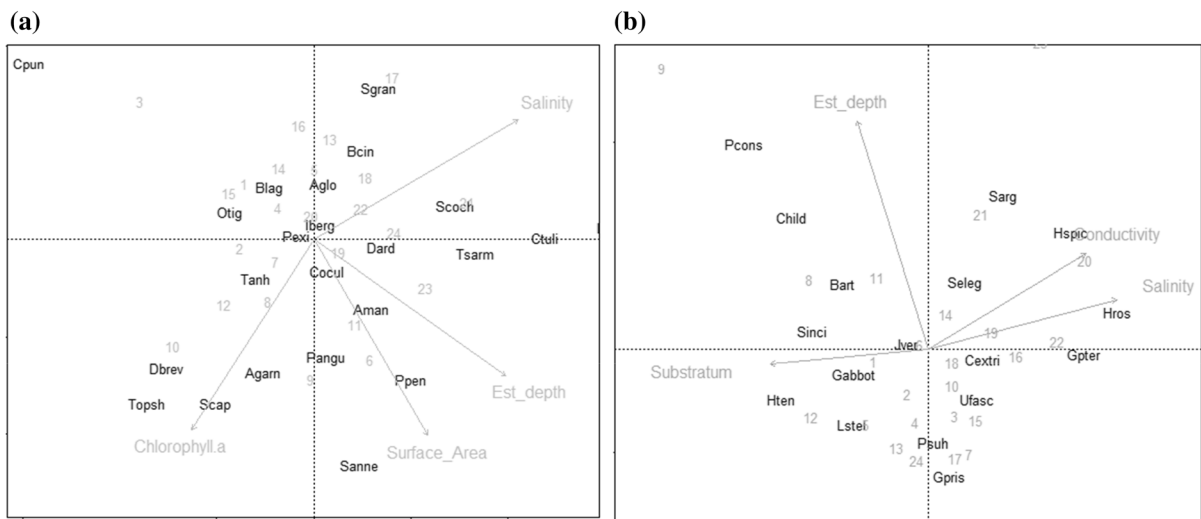 (a)
Cpun
3
17
Sgran
Salinity
16
13
Bcin
14
1
Blag
Aglo
18
15
Otig
4
22
Scoch
Iberg
Pexi
24
Ctuli
Dard
2
19
Tsarm
7
Cocul
Tanh
23
8
12
Aman
11
10
Pangu
6
Dbrev
Agarn
9
Ppen
Est_depth
Topsh
Scap
Chlorophyll.a
Surface_Area
Sanne
(b)
9
Est_depth
Pcons
Sarg
Child
21
Hspic
Conductivity
20
8
11
Bart
Seleg
Salinity
14
Hros
Sinci
19
Jver
22
Gpter
16
Substratum
1
18
Cextri
Gabbot
10
Hten
2
Ufasc
12
Lstel
4
3
15
13
Psuh
24
17
7
Gpris